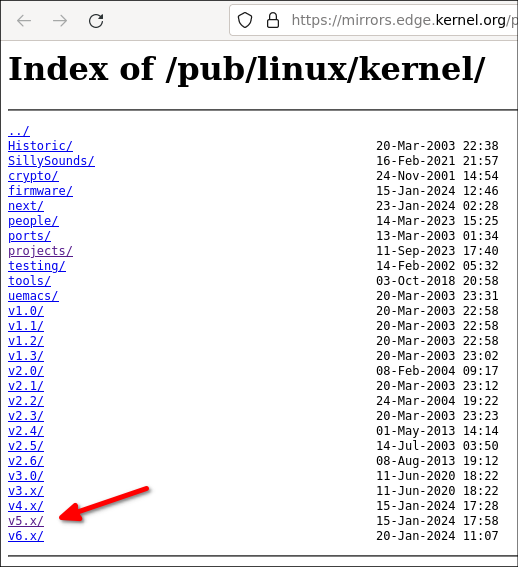 https://mirrors.edge.kernel.org/p
Index of /pub/linux/kernel/
../
Historic/ 20-Mar-2003 22:38
SillySounds/ 16-Feb-2021 21:57
crypto/ 24-Nov-2001 14:54
firmware/ 15-Jan-2024 12:46
next/ 23-Jan-2024 02:28
people/ 14-Mar-2023 15:25
ports/ 13-Mar-2003 01:34
projects/ 11-Sep-2023 17:40
testing/ 14-Feb-2002 05:32
tools/ 03-Oct-2018 20:58
uemacs/ 20-Mar-2003 23:31
v1.0/ 20-Mar-2003 22:58
v1.1/ 20-Mar-2003 22:58
v1.2/ 20-Mar-2003 22:58
v1.3/ 20-Mar-2003 23:02
v2.0/ 08-Feb-2004 09:17
v2.1/ 20-Mar-2003 23:12
v2.2/ 24-Mar-2004 19:22
v2.3/ 20-Mar-2003 23:23
v2.4/ 01-May-2013 14:14
v2.5/ 14-Jul-2003 03:50
v2.6/ 08-Aug-2013 19:12
v3.0/ 11-Jun-2020 18:22
v3.x/ 11-Jun-2020 18:22
v4.x/ 15-Jan-2024 17:28
v5.x/ 15-Jan-2024 17:58
v6.x/ 20-Jan-2024 11:07